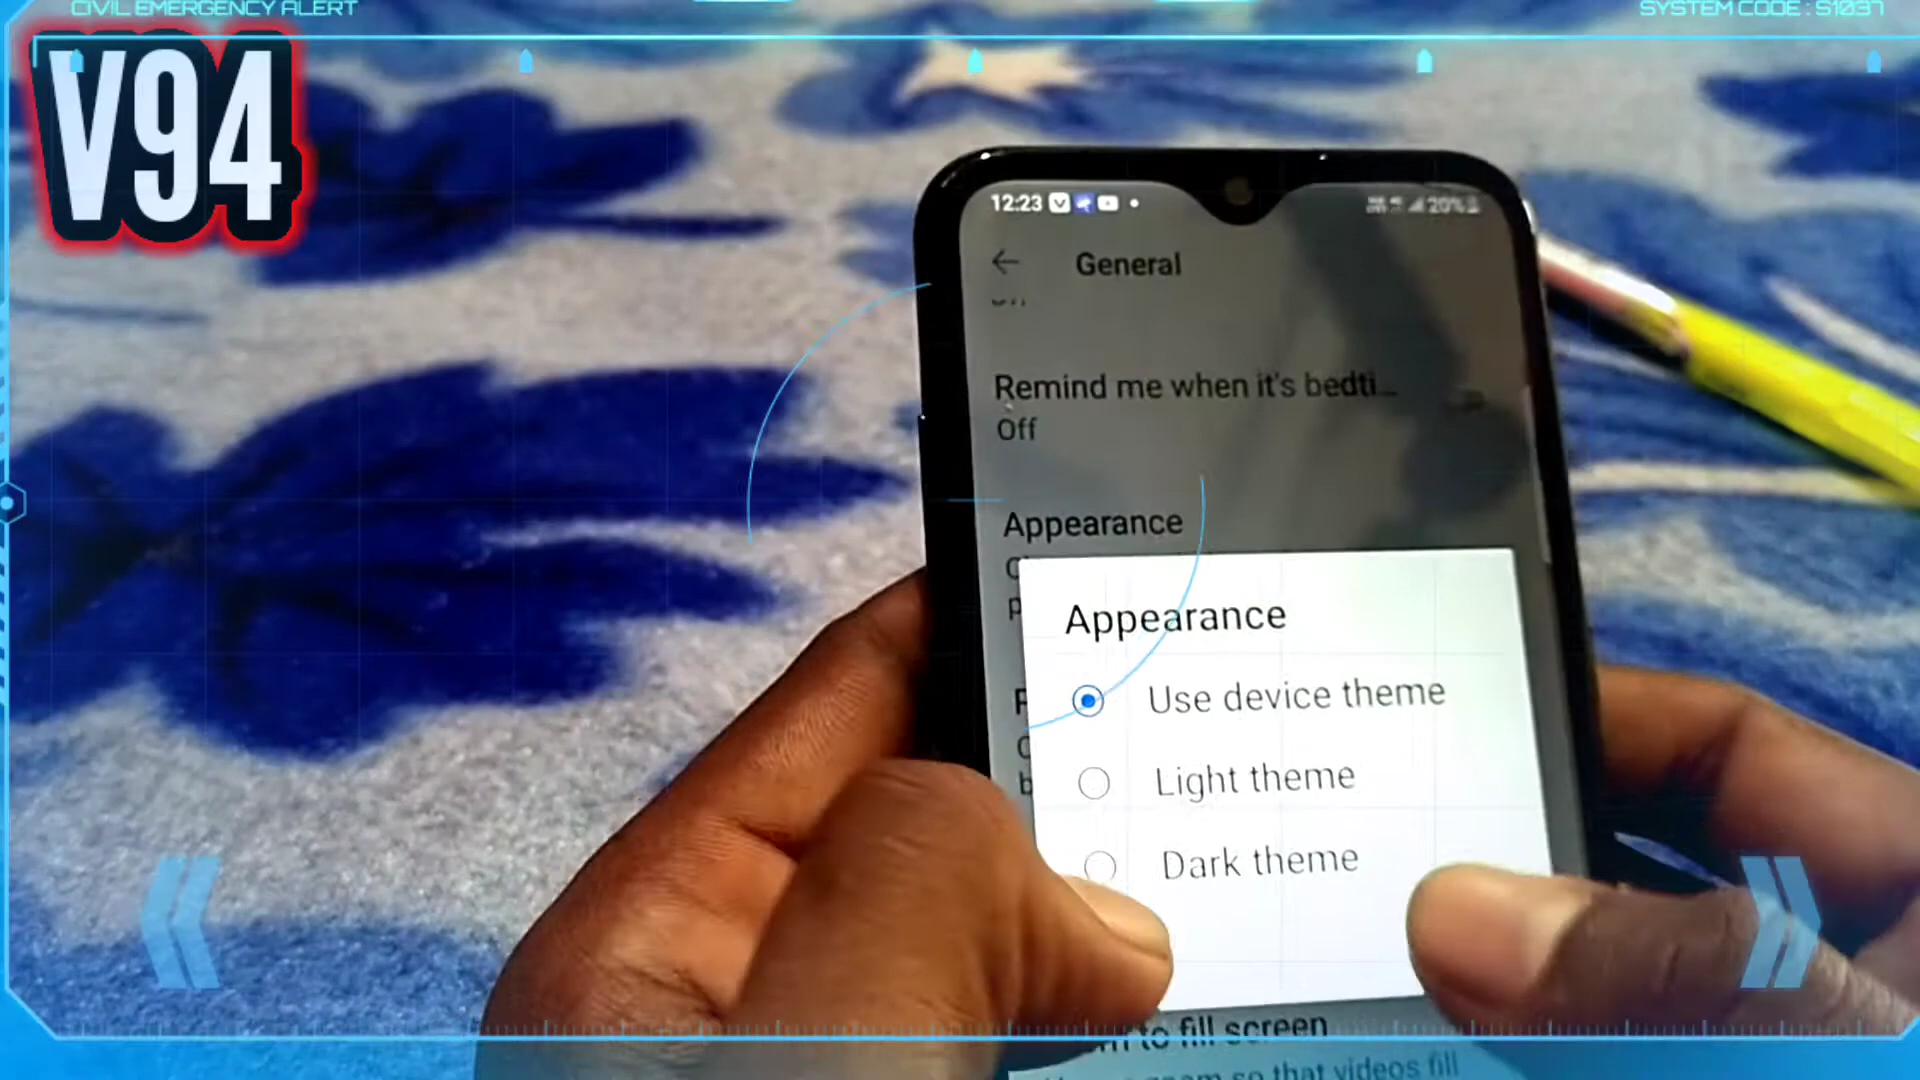 CIVIL EMERGENCY ALERT
SYSTEM CODE : S1037
V94
12:23
20%
General
Remind me when it's bedti...
Off
Appearance
Appearance
Use device theme
Light theme
Dark theme
to fill screen
so that videos fill